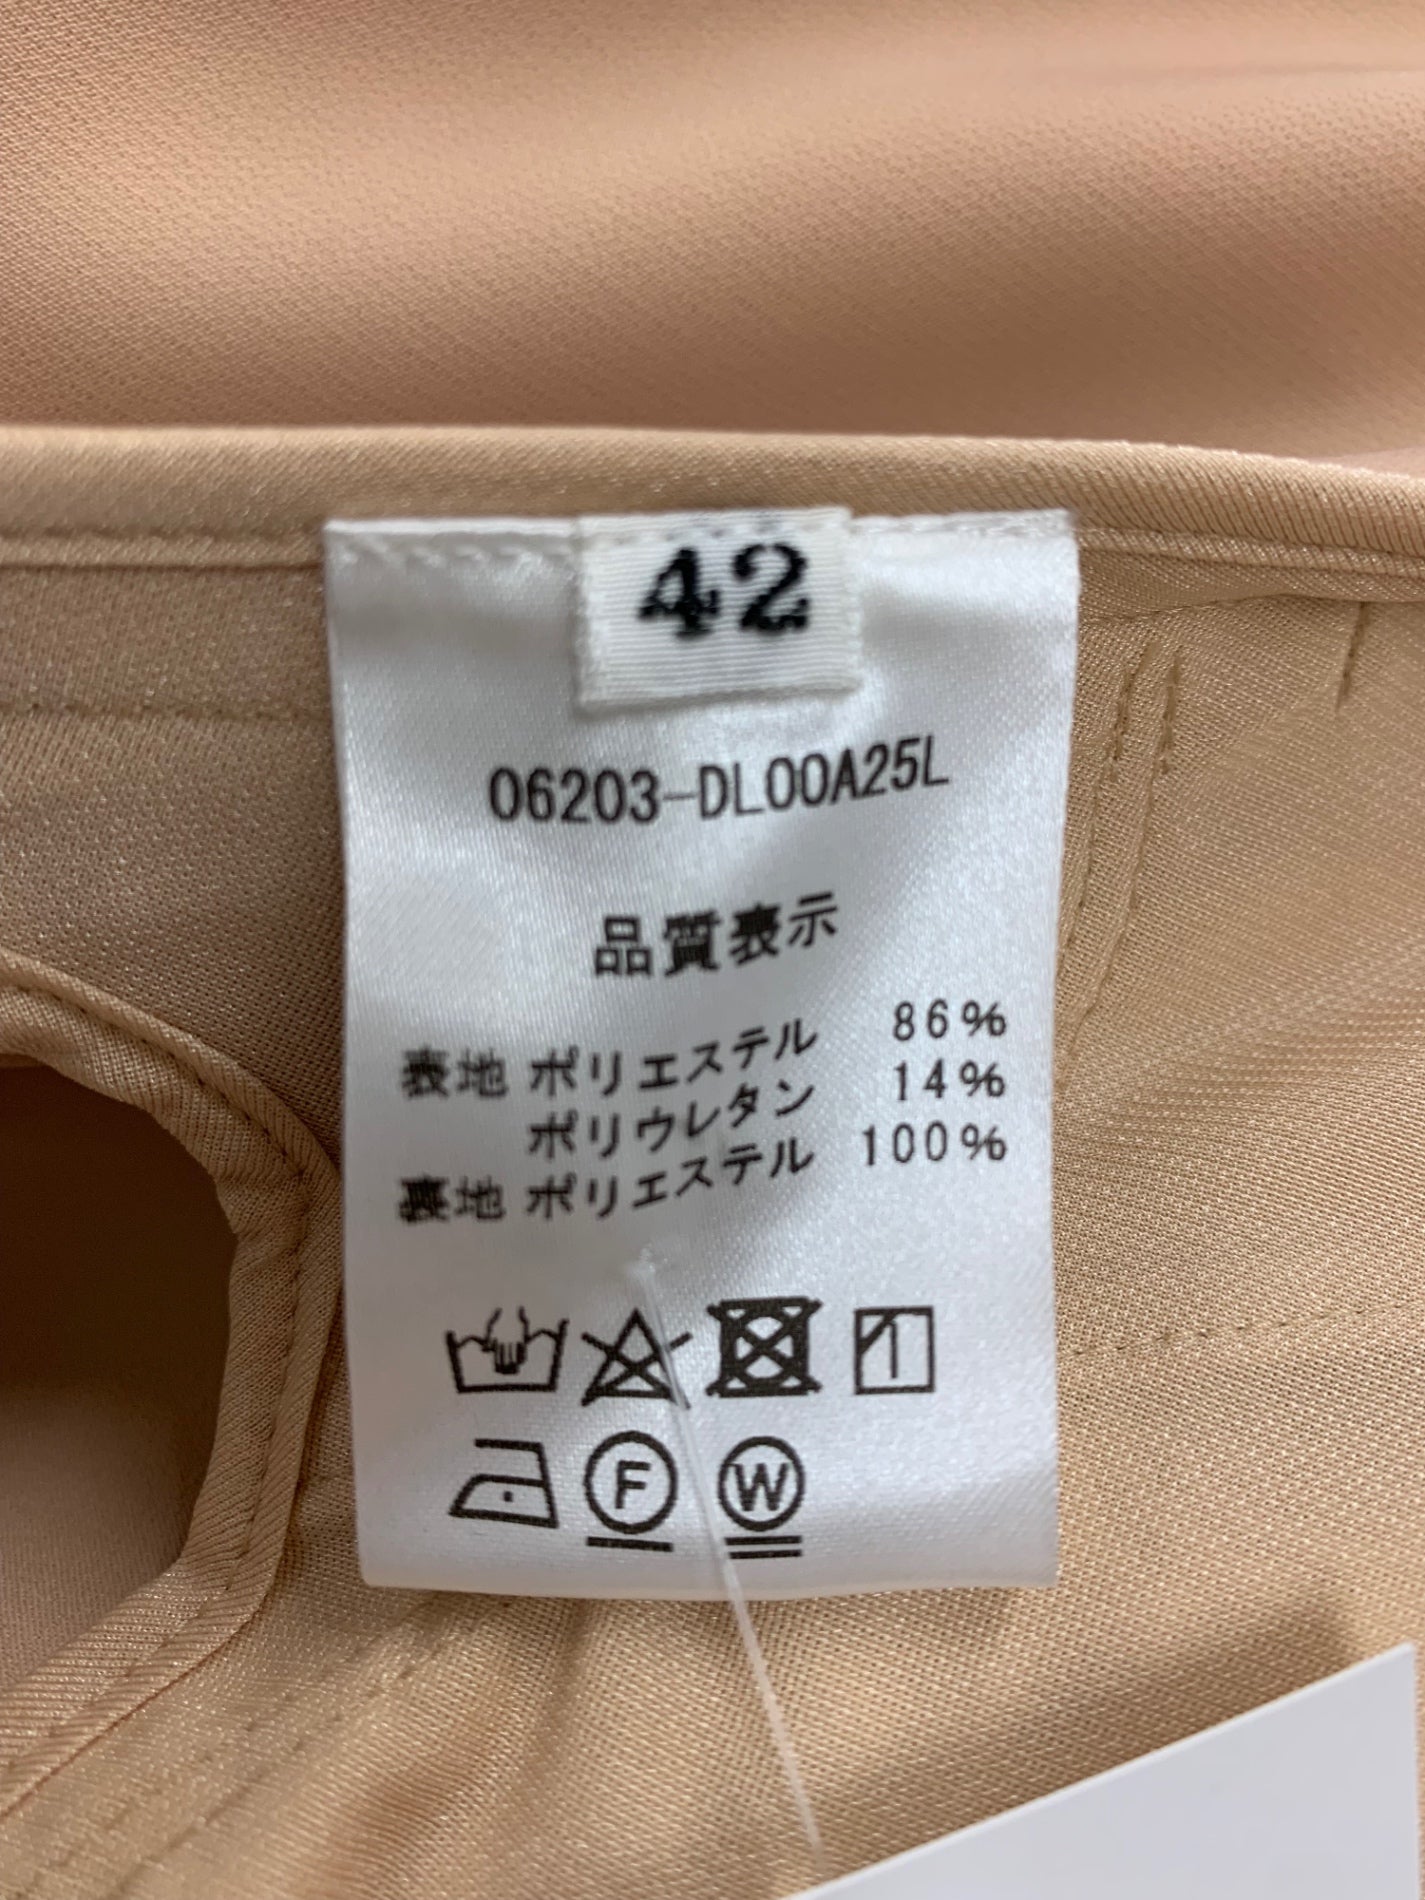 42
06203-DL00A25L
品質表示
表地 ポリエステル 86%
ポリウレタン 14%
裏地 ポリエステル 100%
F W